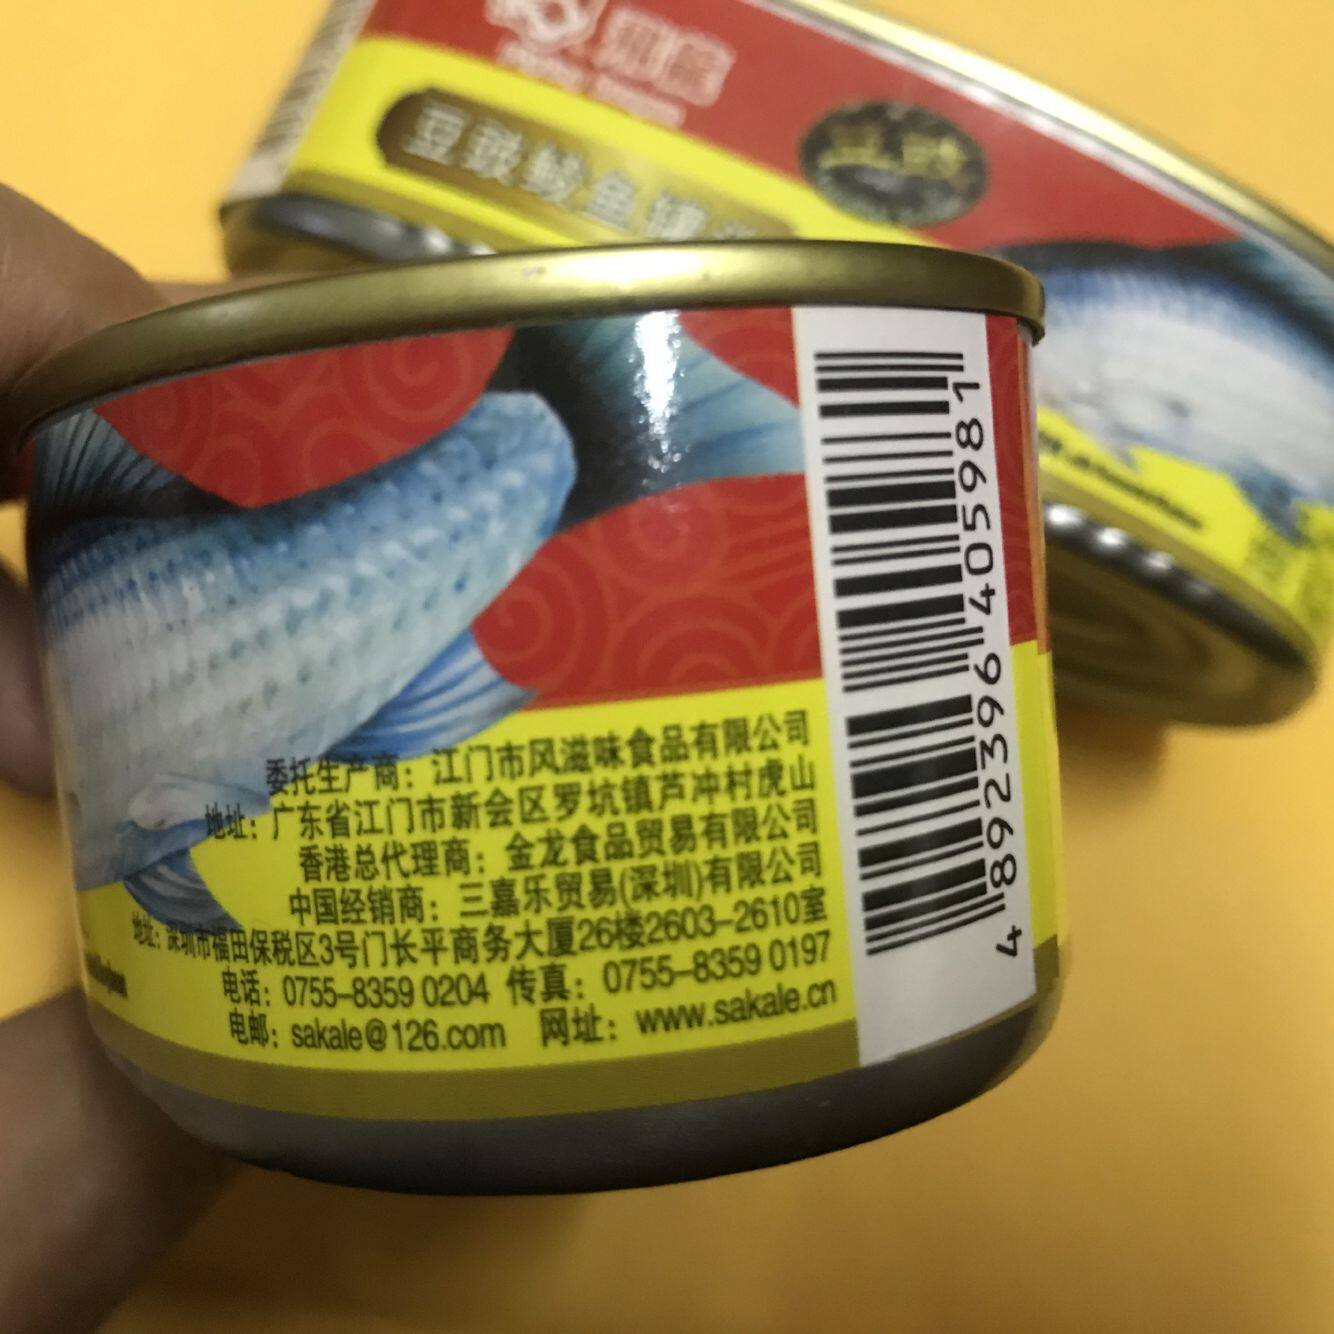 豆豉鲮鱼罐
豆豉
委托生产商：江门市风滋味食品有限公司
地址：广东省江门市新会区罗坑镇芦冲村虎山
香港总代理商：金龙食品贸易有限公司
中国经销商：三嘉乐贸易(深圳)有限公司
地址：深圳市福田保税区3号门长平商务大厦26楼2603-2610室
电话：0755-8359 0204 传真：0755-8359 0197
电邮：sakale@126.com 网址：www.sakale.cn
4 892396 405981